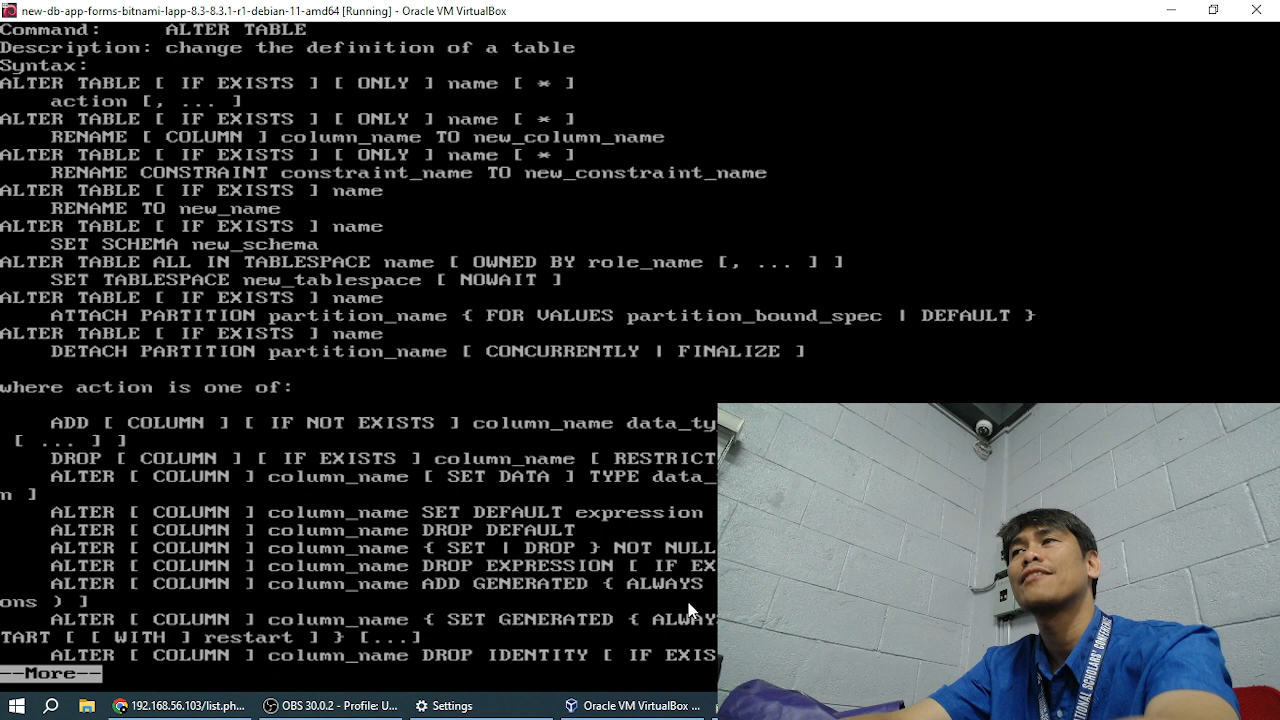 new-db-app-forms-bitnami-lapp-8.3-8.3.1-r1-debian-11-amd64 [Running] - Oracle VM VirtualBox
Command:     ALTER TABLE
Description: change the definition of a table
Syntax:
ALTER TABLE [ IF EXISTS ] [ ONLY ] name [ * ]
    action [, ... ]
ALTER TABLE [ IF EXISTS ] [ ONLY ] name [ * ]
    RENAME [ COLUMN ] column_name TO new_column_name
ALTER TABLE [ IF EXISTS ] [ ONLY ] name [ * ]
    RENAME CONSTRAINT constraint_name TO new_constraint_name
ALTER TABLE [ IF EXISTS ] name
    RENAME TO new_name
ALTER TABLE [ IF EXISTS ] name
    SET SCHEMA new_schema
ALTER TABLE ALL IN TABLESPACE name [ OWNED BY role_name [, ... ] ]
    SET TABLESPACE new_tablespace [ NOWAIT ]
ALTER TABLE [ IF EXISTS ] name
    ATTACH PARTITION partition_name { FOR VALUES partition_bound_spec | DEFAULT }
ALTER TABLE [ IF EXISTS ] name
    DETACH PARTITION partition_name [ CONCURRENTLY | FINALIZE ]
where action is one of:
    ADD [ COLUMN ] [ IF NOT EXISTS ] column_name data_ty
 [ ... ] ]
    DROP [ COLUMN ] [ IF EXISTS ] column_name [ RESTRICT
    ALTER [ COLUMN ] column_name [ SET DATA ] TYPE data_
n ]
    ALTER [ COLUMN ] column_name SET DEFAULT expression
    ALTER [ COLUMN ] column_name DROP DEFAULT
    ALTER [ COLUMN ] column_name { SET | DROP } NOT NULL
    ALTER [ COLUMN ] column_name DROP EXPRESSION [ IF EX
    ALTER [ COLUMN ] column_name ADD GENERATED { ALWAYS
ons ) ]
    ALTER [ COLUMN ] column_name { SET GENERATED { ALWAYS
TART [ [ WITH ] restart ] } [...]
    ALTER [ COLUMN ] column_name DROP IDENTITY [ IF EXIS
--More--
192.168.56.103/list.ph... OBS 30.0.2 - Profile: U... Settings Oracle VM VirtualBox ...
SCHOLARS' CONFERENCE